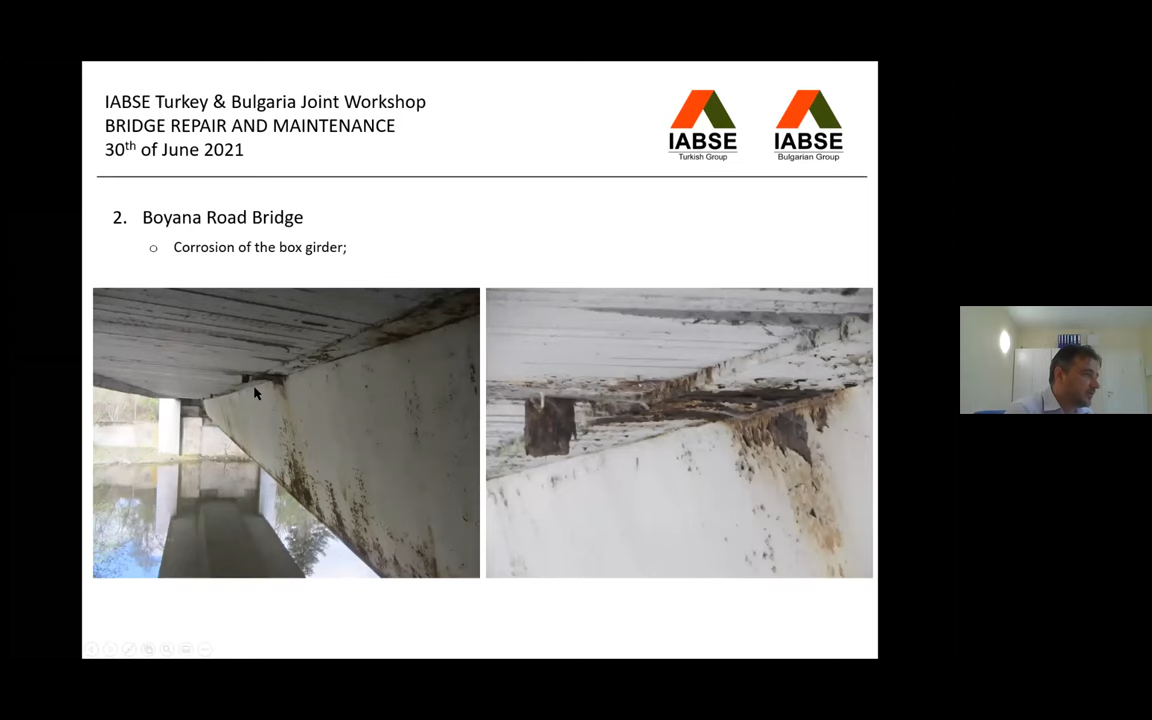 IABSE Turkey & Bulgaria Joint Workshop
BRIDGE REPAIR AND MAINTENANCE
30th of June 2021
IABSE
Turkish Group
IABSE
Bulgarian Group
2. Boyana Road Bridge
○ Corrosion of the box girder;